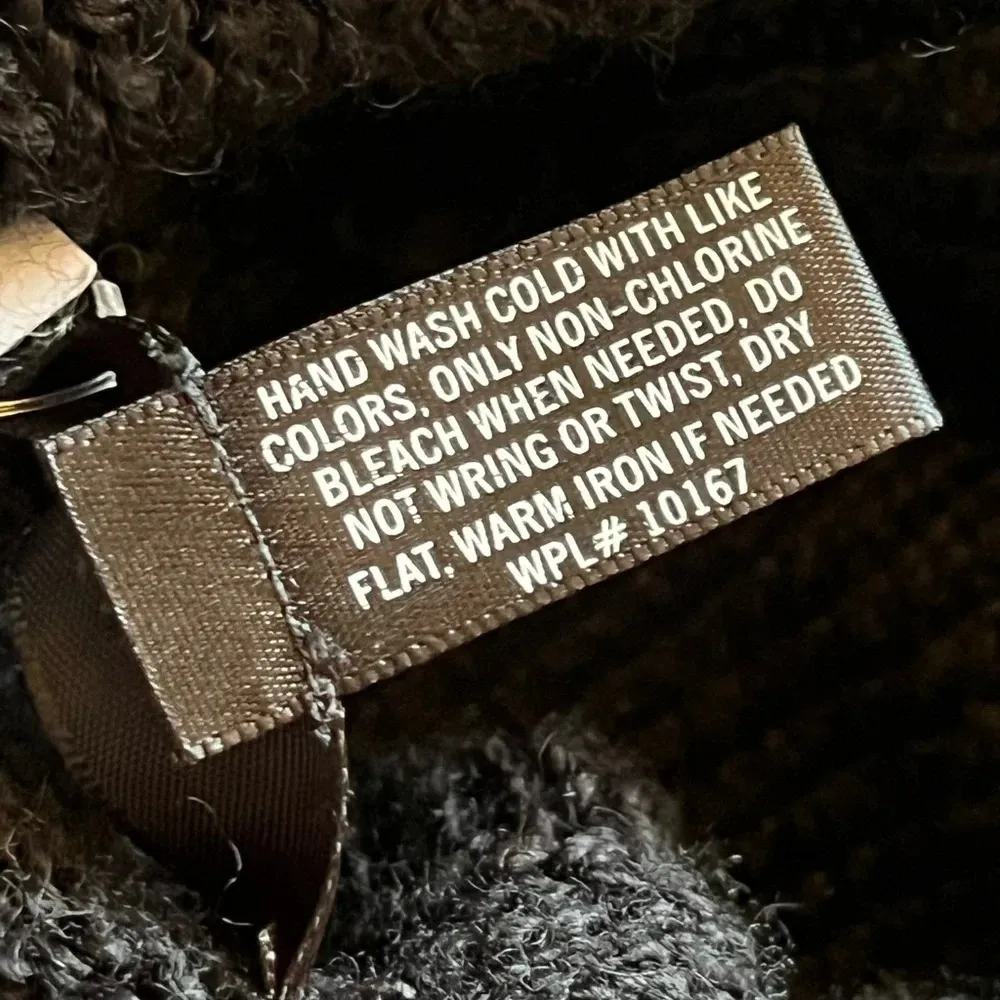 HAND WASH COLD WITH LIKE
COLORS. ONLY NON-CHLORINE
BLEACH WHEN NEEDED. DO
NOT WRING OR TWIST, DRY
FLAT. WARM IRON IF NEEDED
WPL# 10167